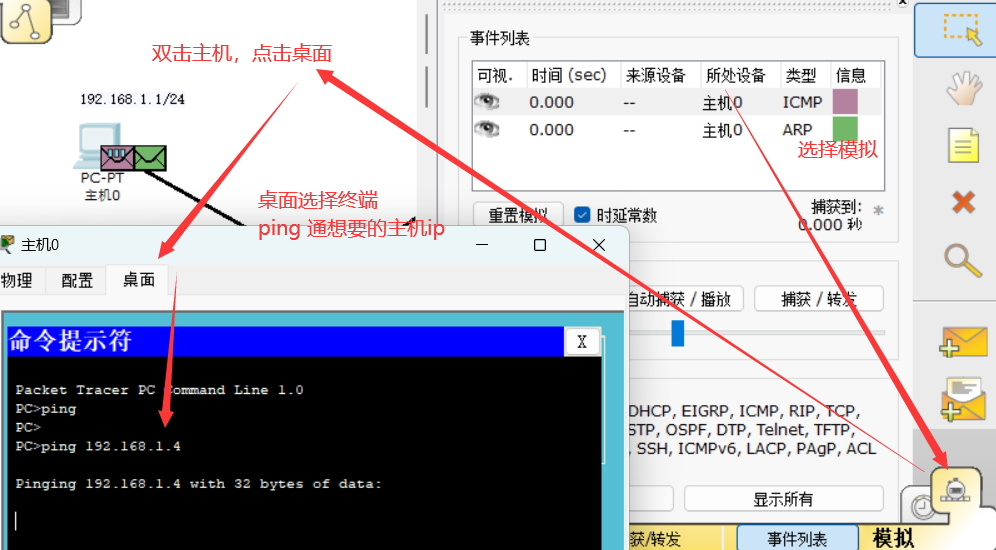 双击主机，点击桌面
192.168.1.1/24
PC-PT
主机0
桌面选择终端
ping 通想要的主机ip
事件列表
可视. 时间 (sec) 来源设备 所处设备 类型 信息
0.000 -- 主机0 ICMP
0.000 -- 主机0 ARP
选择模拟
重置模拟 时延常数
捕获到:
0.000 秒
*
主机0
物理 配置 桌面
自动捕获 / 播放 捕获 / 转发
命令提示符 X
Packet Tracer PC Command Line 1.0
PC>ping
PC>
PC>ping 192.168.1.4
Pinging 192.168.1.4 with 32 bytes of data:
DHCP, EIGRP, ICMP, RIP, TCP,
STP, OSPF, DTP, Telnet, TFTP,
, SSH, ICMPv6, LACP, PAgP, ACL
显示所有
获/转发 事件列表 模拟